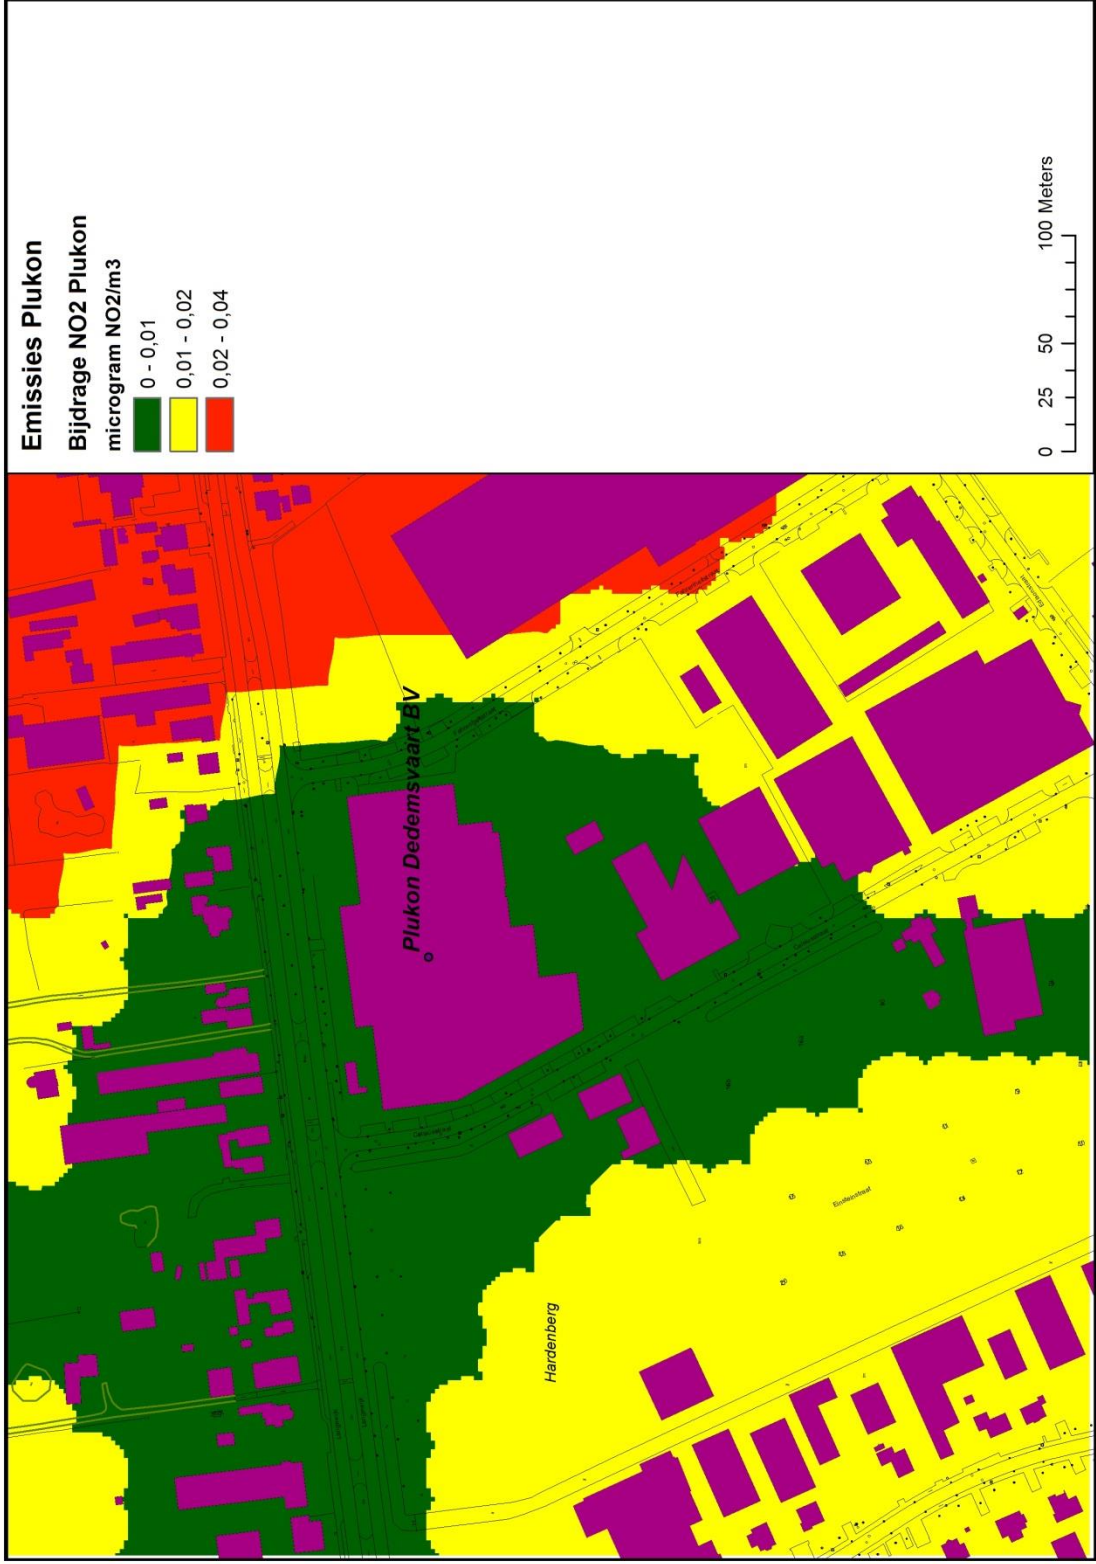 Emissies Plukon
Bijdrage NO2 Plukon
microgram NO2/m3
0 - 0,01
0,01 - 0,02
0,02 - 0,04
0 25 50 100 Meters
Plukon Dedemsvaart BV
Hardenberg
Einsteinstraat